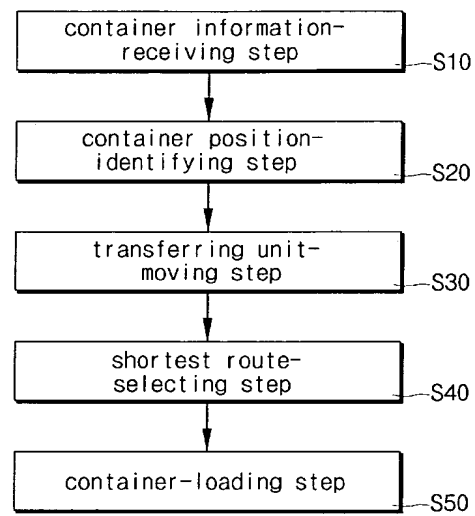 container information-
receiving step
S10
container position-
identifying step
S20
transferring unit-
moving step
S30
shortest route-
selecting step
S40
container-loading step
S50